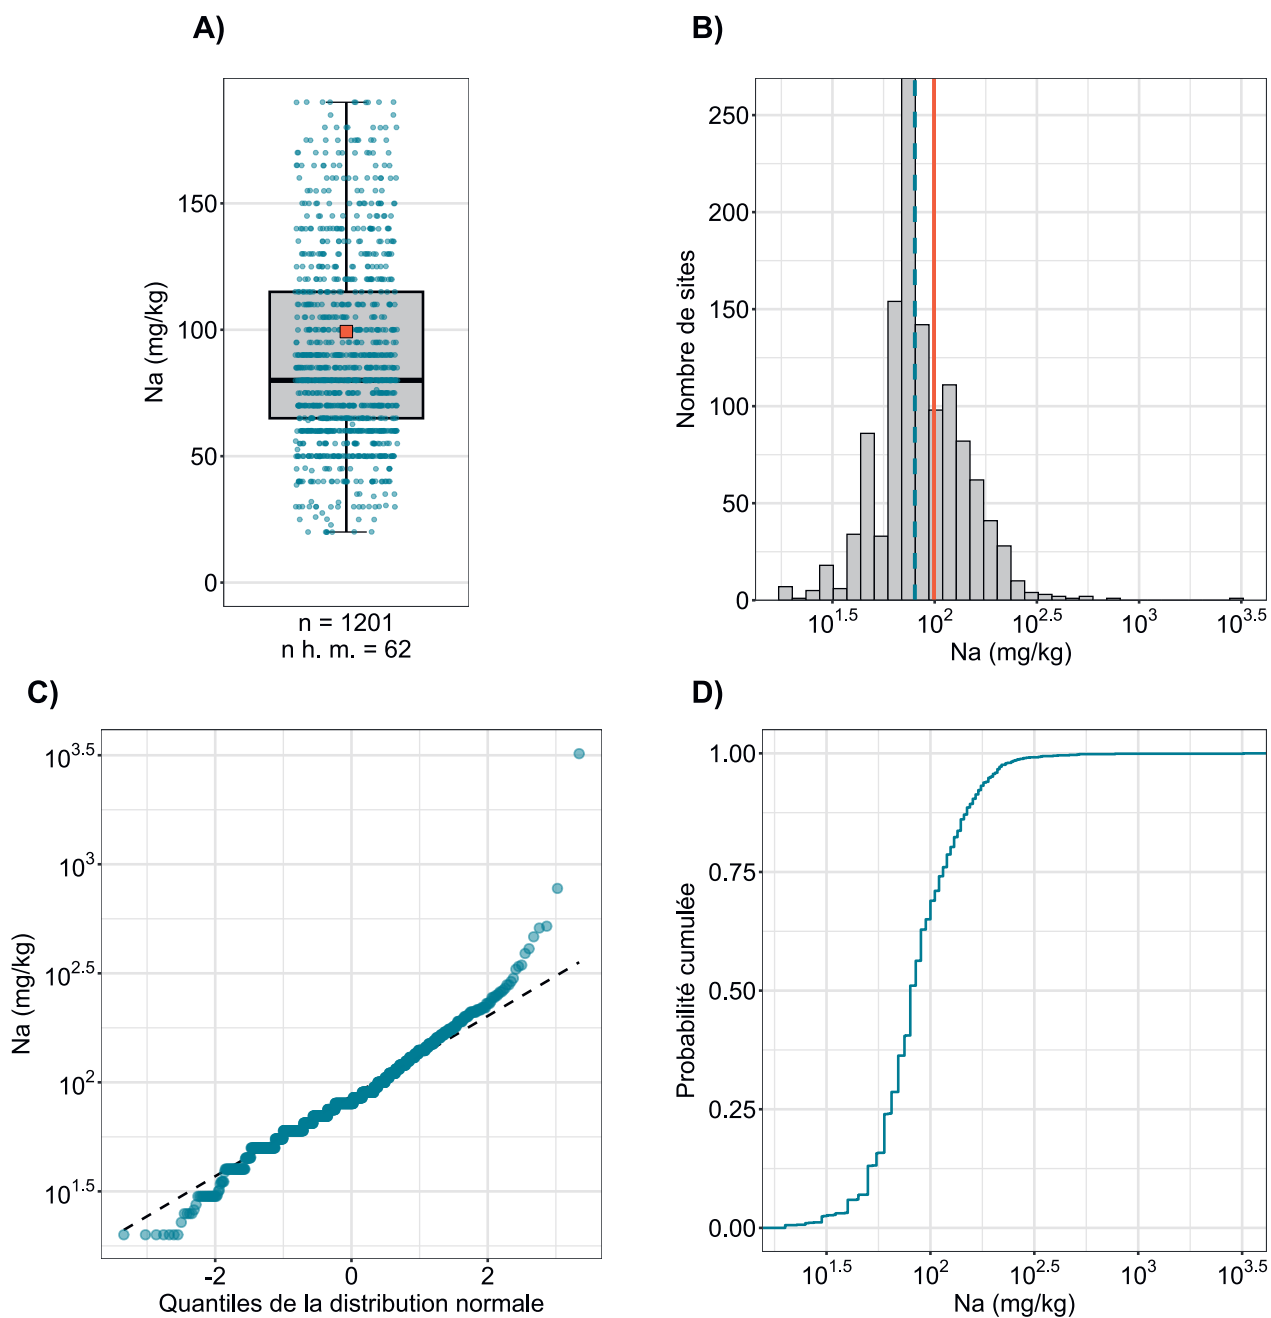 A)
Na (mg/kg)
150
100
50
0
n = 1201
n h. m. = 62
B)
Nombre de sites
250
200
150
100
50
0
10^1.5 10^2 10^2.5 10^3 10^3.5
Na (mg/kg)
C)
Na (mg/kg)
10^3.5
10^3
10^2.5
10^2
10^1.5
-2 0 2
Quantiles de la distribution normale
D)
Probabilité cumulée
1.00
0.75
0.50
0.25
0.00
10^1.5 10^2 10^2.5 10^3 10^3.5
Na (mg/kg)